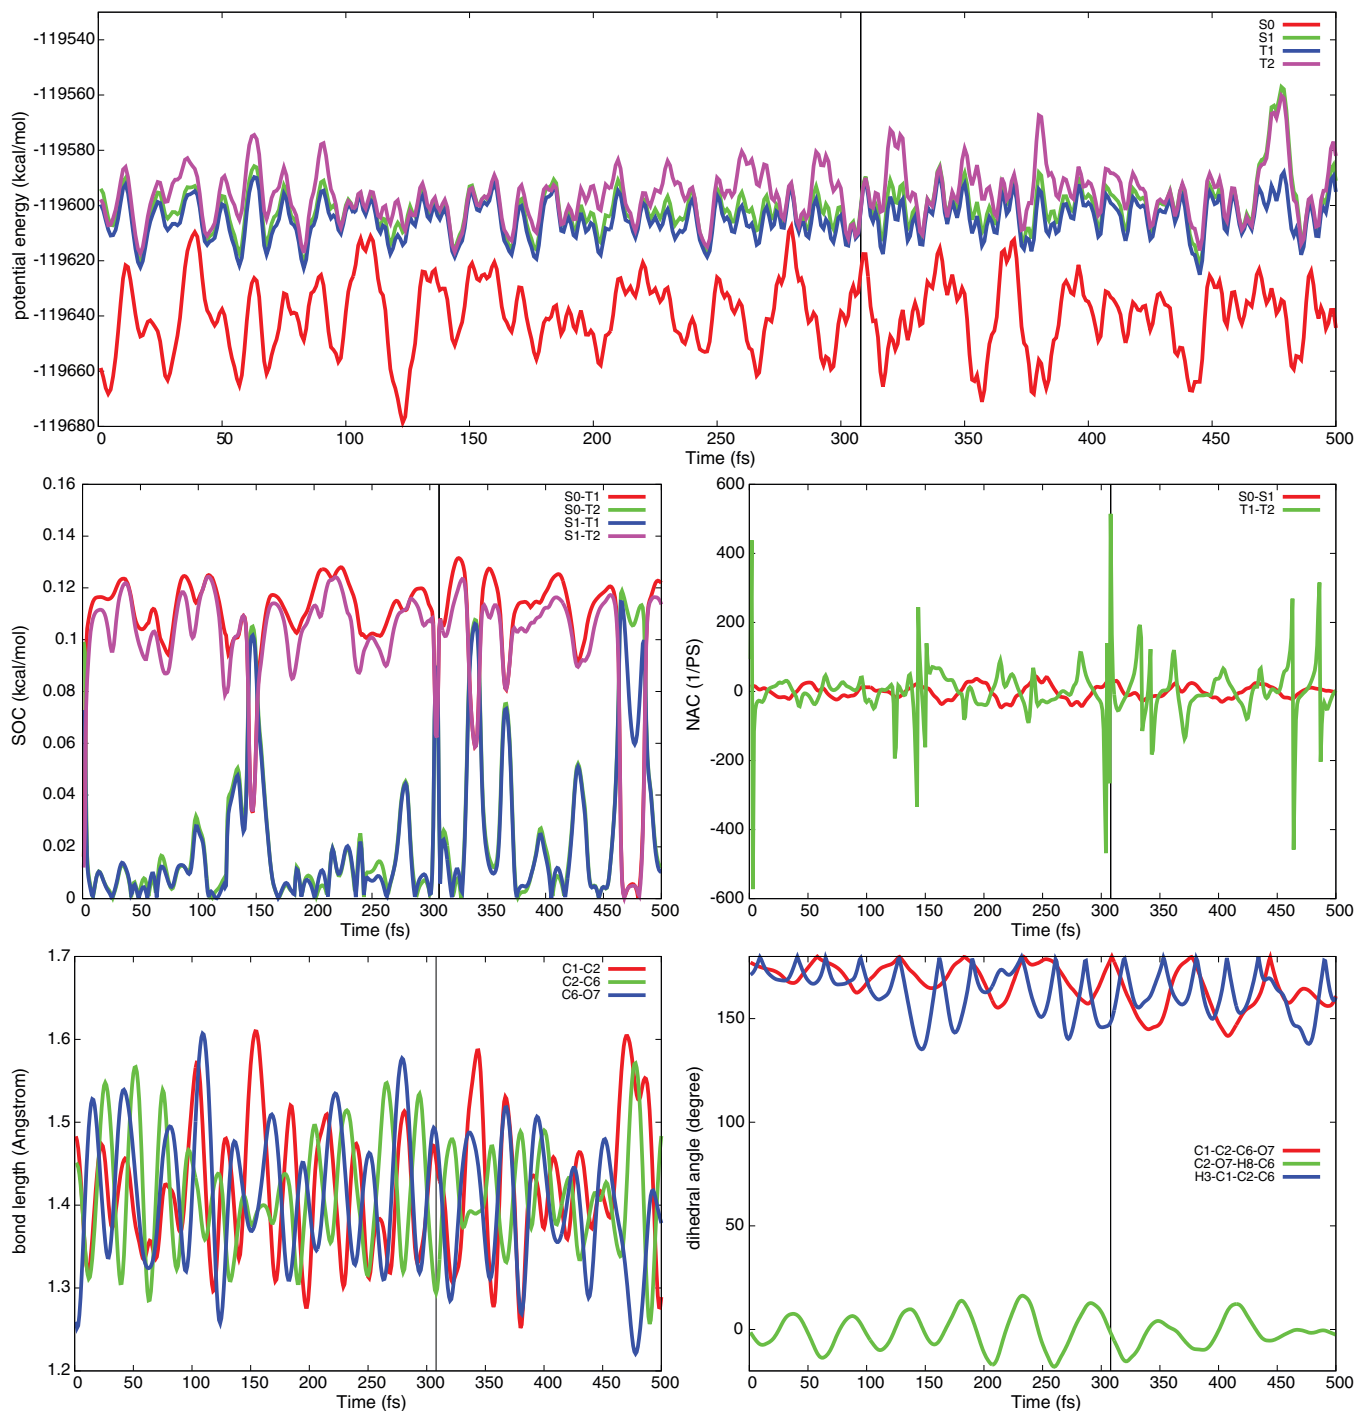 -119540
-119560
-119580
-119600
-119620
-119640
-119660
-119680
potential energy (kcal/mol)
S0
S1
T1
T2
0 50 100 150 200 250 300 350 400 450 500
Time (fs)
0.16
0.14
0.12
0.1
0.08
0.06
0.04
0.02
0
SOC (kcal/mol)
S0-T1
S0-T2
S1-T1
S1-T2
0 50 100 150 200 250 300 350 400 450 500
Time (fs)
600
400
200
0
-200
-400
-600
NAC (1/PS)
S0-S1
T1-T2
0 50 100 150 200 250 300 350 400 450 500
Time (fs)
1.7
1.6
1.5
1.4
1.3
1.2
bond length (Angstrom)
C1-C2
C2-C6
C6-O7
0 50 100 150 200 250 300 350 400 450 500
Time (fs)
150
100
50
0
dihedral angle (degree)
C1-C2-C6-O7
C2-O7-H8-C6
H3-C1-C2-C6
0 50 100 150 200 250 300 350 400 450 500
Time (fs)